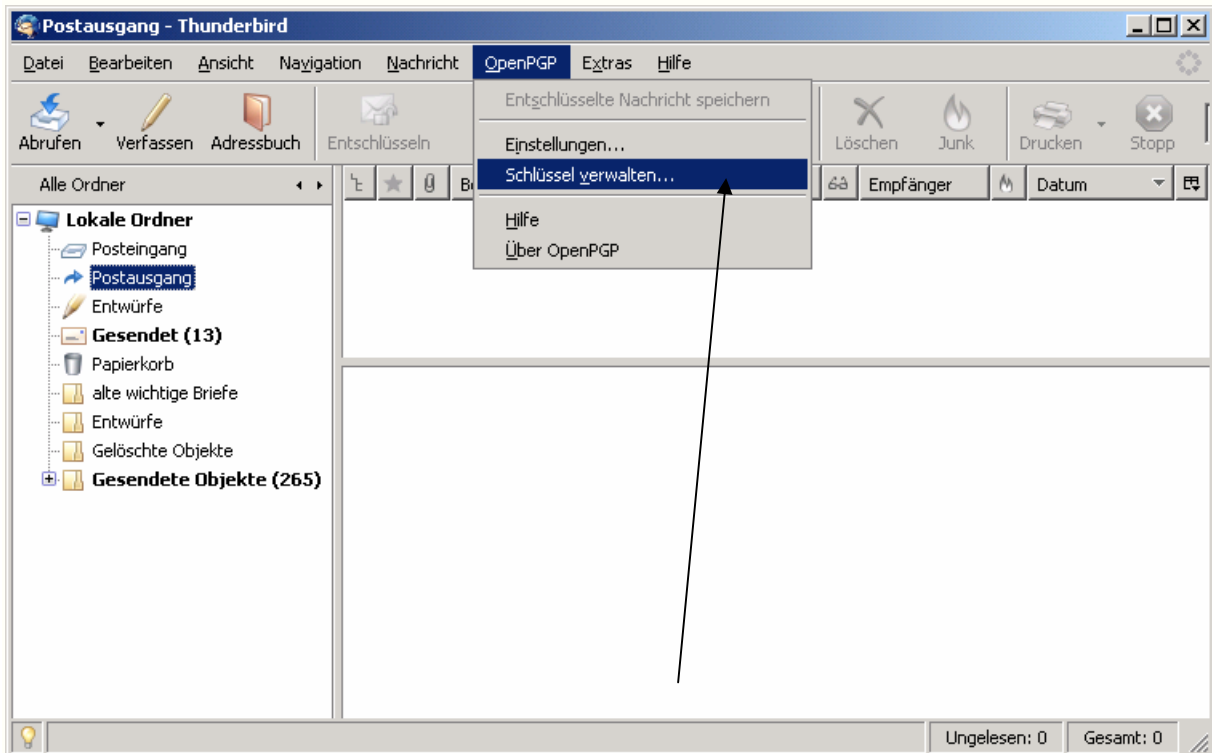 Postausgang - Thunderbird
Datei Bearbeiten Ansicht Navigation Nachricht OpenPGP Extras Hilfe
Abrufen Verfassen Adressbuch Entschlüsseln Löschen Junk Drucken Stopp
Entschlüsselte Nachricht speichern
Einstellungen...
Schlüssel verwalten...
Hilfe
Über OpenPGP
Alle Ordner
Empfänger Datum
Lokale Ordner
Posteingang
Postausgang
Entwürfe
Gesendet (13)
Papierkorb
alte wichtige Briefe
Entwürfe
Gelöschte Objekte
Gesendete Objekte (265)
Ungelesen: 0 Gesamt: 0